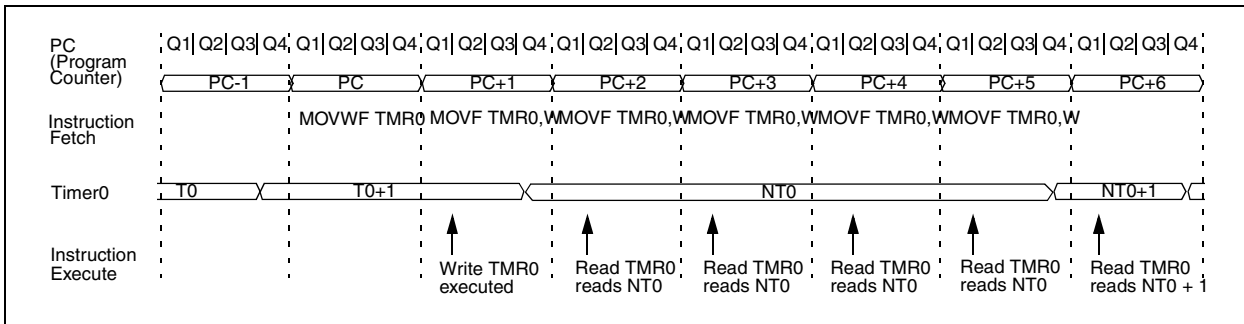 PC
(Program
Counter)
Q1 Q2 Q3 Q4 Q1 Q2 Q3 Q4 Q1 Q2 Q3 Q4 Q1 Q2 Q3 Q4 Q1 Q2 Q3 Q4 Q1 Q2 Q3 Q4 Q1 Q2 Q3 Q4 Q1 Q2 Q3 Q4
PC-1 PC PC+1 PC+2 PC+3 PC+4 PC+5 PC+6
Instruction
Fetch
MOVWF TMR0 MOVF TMR0,W MOVF TMR0,W MOVF TMR0,W MOVF TMR0,W MOVF TMR0,W
Timer0
T0 T0+1 NT0 NT0+1
Instruction
Execute
Write TMR0
executed
Read TMR0
reads NT0
Read TMR0
reads NT0
Read TMR0
reads NT0
Read TMR0
reads NT0
Read TMR0
reads NT0 + 1